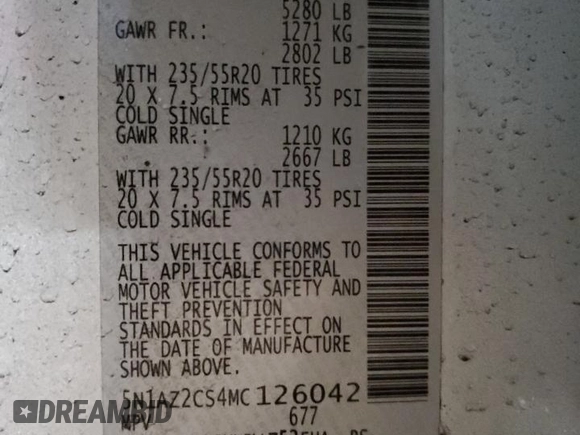 5280 LB
GAWR FR.: 1271 KG
2802 LB
WITH 235/55R20 TIRES
20 X 7.5 RIMS AT 35 PSI
COLD SINGLE
GAWR RR.: 1210 KG
2667 LB
WITH 235/55R20 TIRES
20 X 7.5 RIMS AT 35 PSI
COLD SINGLE
THIS VEHICLE CONFORMS TO
ALL APPLICABLE FEDERAL
MOTOR VEHICLE SAFETY AND
THEFT PREVENTION
STANDARDS IN EFFECT ON
THE DATE OF MANUFACTURE
SHOWN ABOVE.
5N1AZ2CS4MC126042
MPV 677
DREAMBID